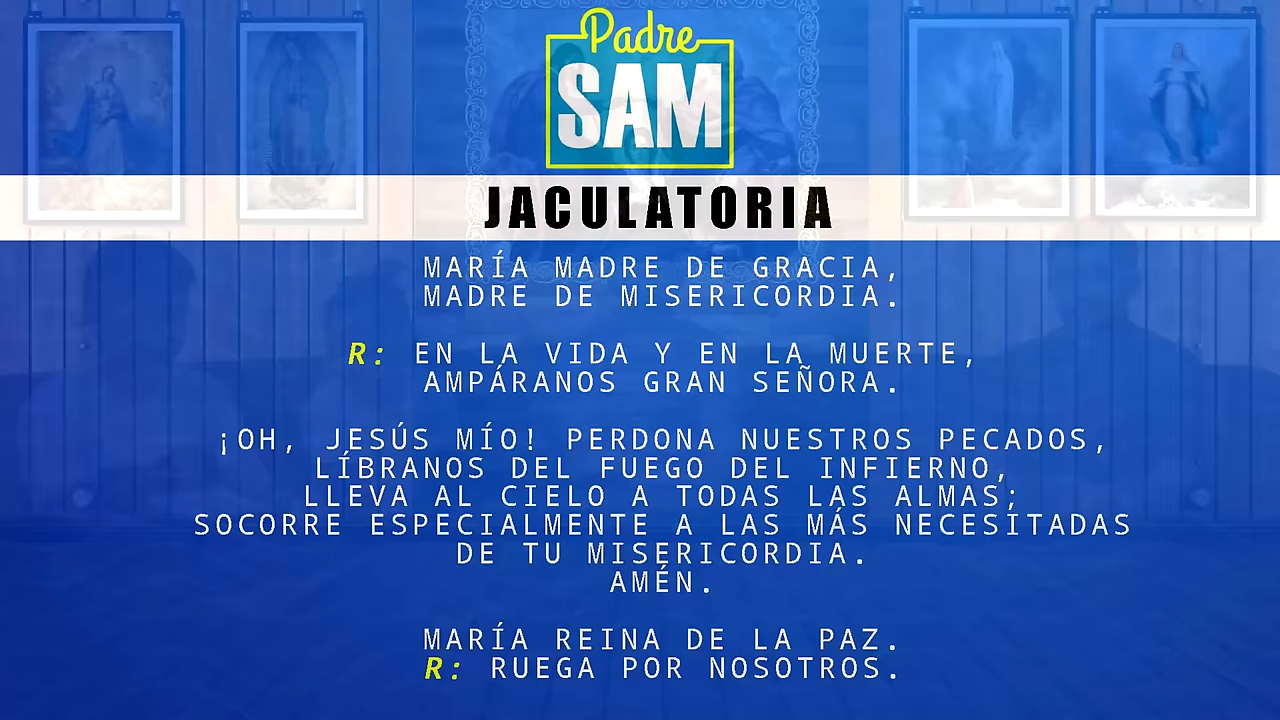 Padre
SAM
JACULATORIA
MARÍA MADRE DE GRACIA,
MADRE DE MISERICORDIA.
R: EN LA VIDA Y EN LA MUERTE,
AMPÁRANOS GRAN SEÑORA.
¡OH, JESÚS MÍO! PERDONA NUESTROS PECADOS,
LÍBRANOS DEL FUEGO DEL INFIERNO,
LLEVA AL CIELO A TODAS LAS ALMAS;
SOCORRE ESPECIALMENTE A LAS MÁS NECESITADAS
DE TU MISERICORDIA.
AMÉN.
MARÍA REINA DE LA PAZ.
R: RUEGA POR NOSOTROS.